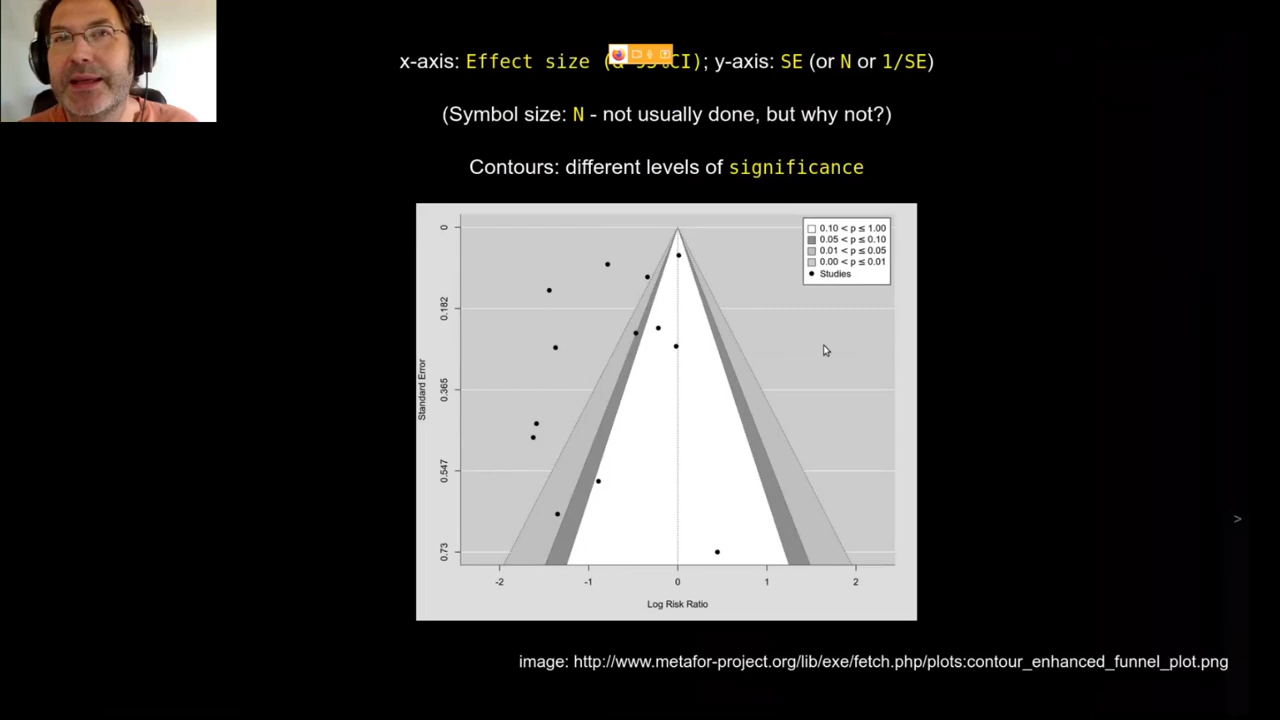 x-axis: Effect size (& 95%CI); y-axis: SE (or N or 1/SE)
(Symbol size: N - not usually done, but why not?)
Contours: different levels of significance
0.10 < p ≤ 1.00
0.05 < p ≤ 0.10
0.01 < p ≤ 0.05
0.00 < p ≤ 0.01
Studies
0
0.182
0.365
0.547
0.73
Standard Error
-2 -1 0 1 2
Log Risk Ratio
>
image: http://www.metafor-project.org/lib/exe/fetch.php/plots:contour_enhanced_funnel_plot.png